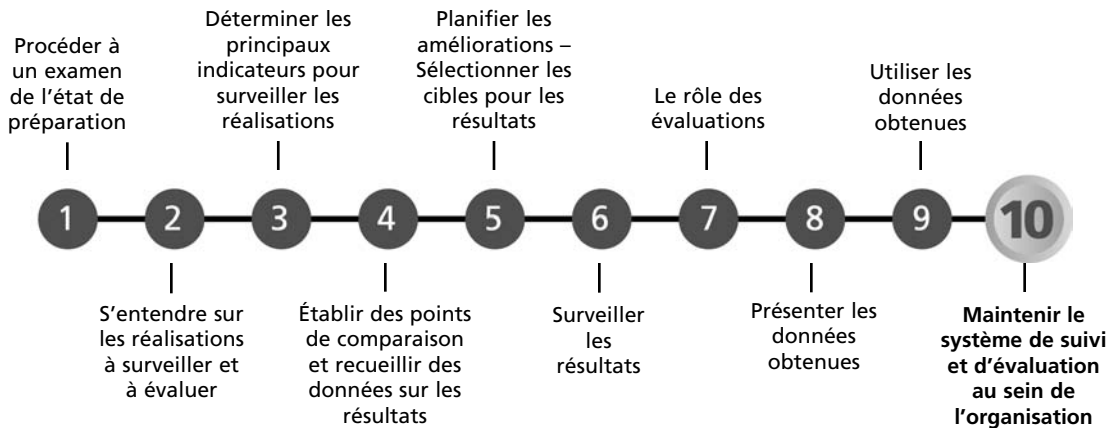 Procéder à
un examen
de l'état de
préparation
Déterminer les
principaux
indicateurs pour
surveiller les
réalisations
Planifier les
améliorations –
Sélectionner les
cibles pour les
résultats
Le rôle des
évaluations
Utiliser les
données
obtenues
1
2
3
4
5
6
7
8
9
10
S'entendre sur
les réalisations
à surveiller et
à évaluer
Établir des points
de comparaison
et recueillir des
données sur les
résultats
Surveiller
les
résultats
Présenter les
données
obtenues
Maintenir le
système de suivi
et d'évaluation
au sein de
l'organisation